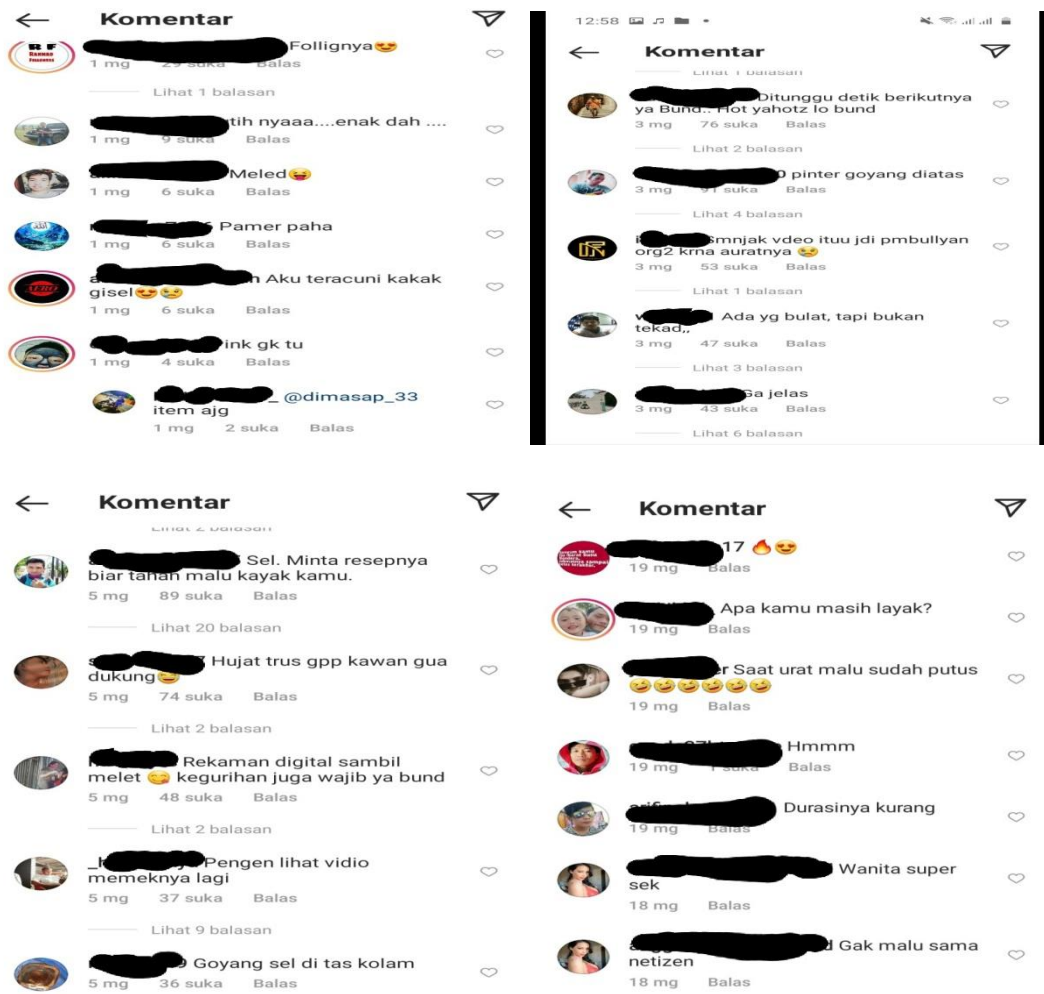 Komentar
R F
Follignya😍
1 mg 29 suka Balas
Lihat 1 balasan
tih nyaaa....enak dah ....
1 mg 9 suka Balas
Meled😝
1 mg 6 suka Balas
Pamer paha
1 mg 6 suka Balas
Aku teracuni kakak
gisel😍😢
1 mg 6 suka Balas
ink gk tu
1 mg 4 suka Balas
@dimasap_33
item ajg
1 mg 2 suka Balas
12:58
Komentar
Lihat 1 balasan
Ditunggu detik berikutnya
ya Bund.. Hot yahotz lo bund
3 mg 76 suka Balas
Lihat 2 balasan
0 pinter goyang diatas
3 mg 91 suka Balas
Lihat 4 balasan
Smnjak vdeo ituu jdi pmbullyan
org2 krna auratnya 😢
3 mg 53 suka Balas
Lihat 1 balasan
Ada yg bulat, tapi bukan
tekad,,
3 mg 47 suka Balas
Lihat 3 balasan
Ga jelas
3 mg 43 suka Balas
Lihat 6 balasan
Komentar
Lihat 2 balasan
Sel. Minta resepnya
biar tahan malu kayak kamu.
5 mg 89 suka Balas
Lihat 20 balasan
Hujat trus gpp kawan gua
dukung😅
5 mg 74 suka Balas
Lihat 2 balasan
Rekaman digital sambil
melet 😋 kegurihan juga wajib ya bund
5 mg 48 suka Balas
Lihat 2 balasan
Pengen lihat vidio
memeknya lagi
5 mg 37 suka Balas
Lihat 9 balasan
9 Goyang sel di tas kolam
5 mg 36 suka Balas
Komentar
17 🔥😍
19 mg Balas
Apa kamu masih layak?
19 mg Balas
er Saat urat malu sudah putus
🤣🤣🤣🤣🤣🤣
19 mg Balas
Hmmm
19 mg 1 suka Balas
Durasinya kurang
19 mg Balas
Wanita super
sek
18 mg Balas
d Gak malu sama
netizen
18 mg Balas